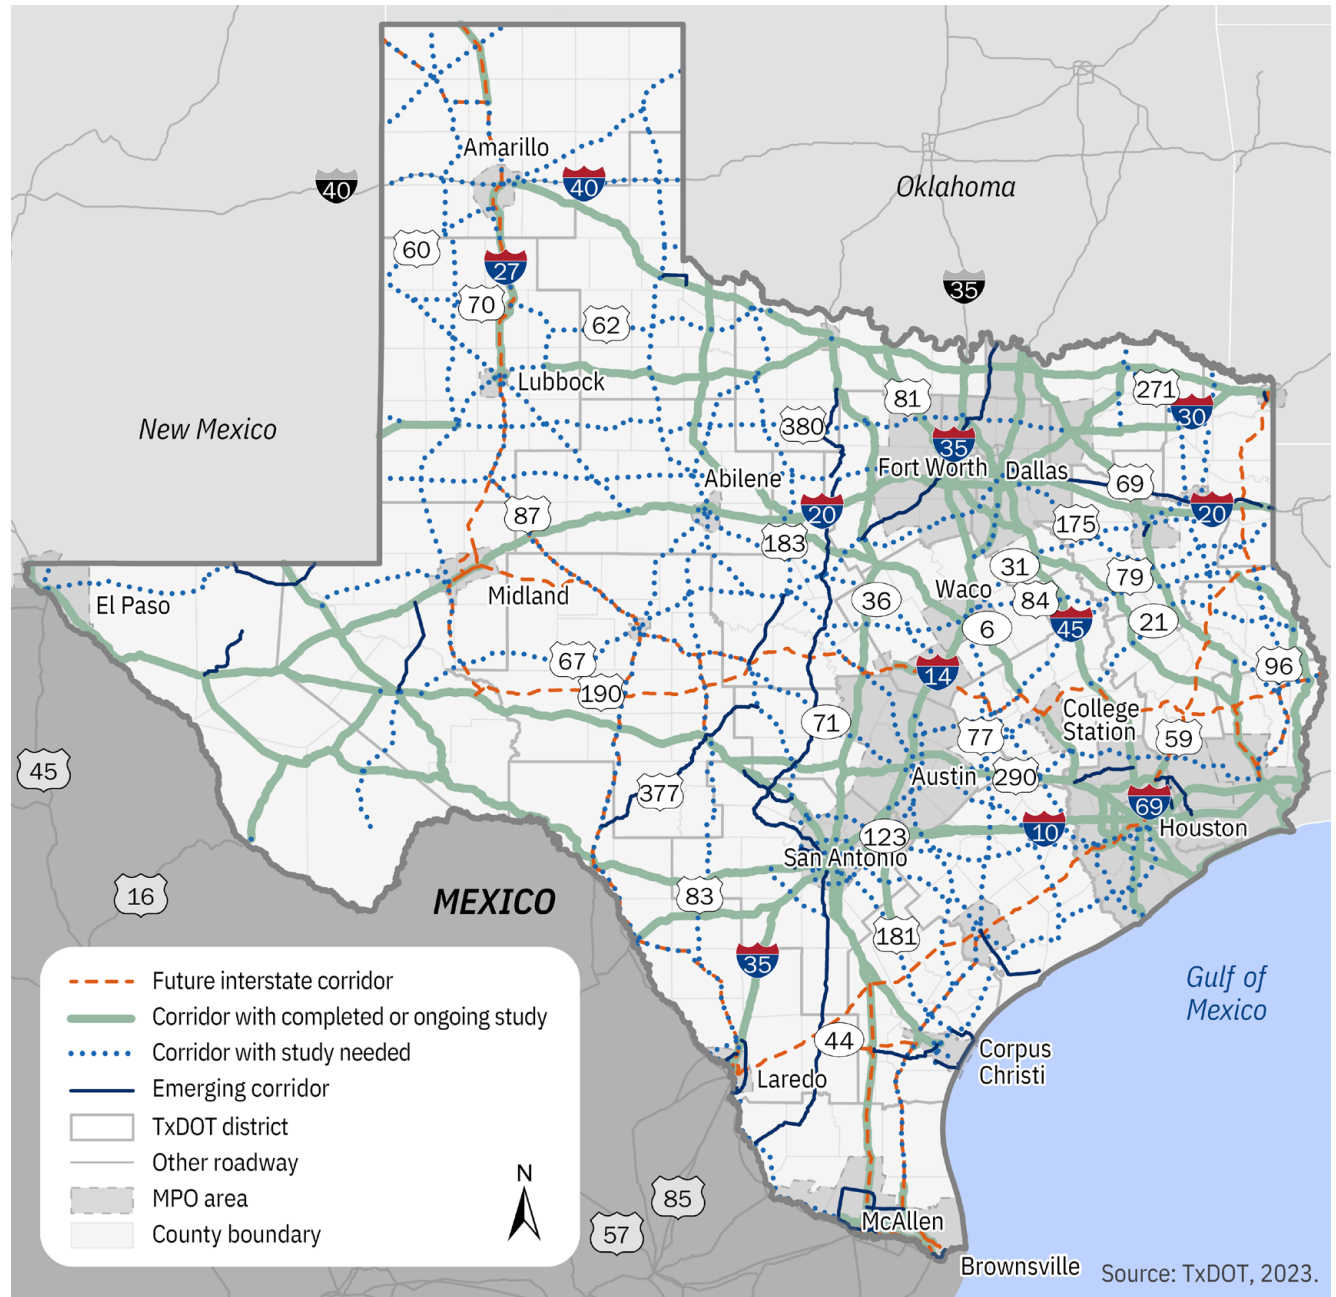 Amarillo
40
40
Oklahoma
60
27
35
70
62
Lubbock
New Mexico
81
271
30
380
35
Fort Worth
Dallas
Abilene
69
87
20
20
183
175
31
El Paso
Midland
36
Waco
84
79
6
45
21
67
96
14
190
71
College
Station
77
59
45
Austin
290
377
69
10
Houston
123
San Antonio
16
MEXICO
83
181
35
Gulf of
Mexico
44
Corpus
Christi
Laredo
Future interstate corridor
Corridor with completed or ongoing study
Corridor with study needed
Emerging corridor
TxDOT district
Other roadway
MPO area
County boundary
N
85
57
McAllen
Brownsville
Source: TxDOT, 2023.